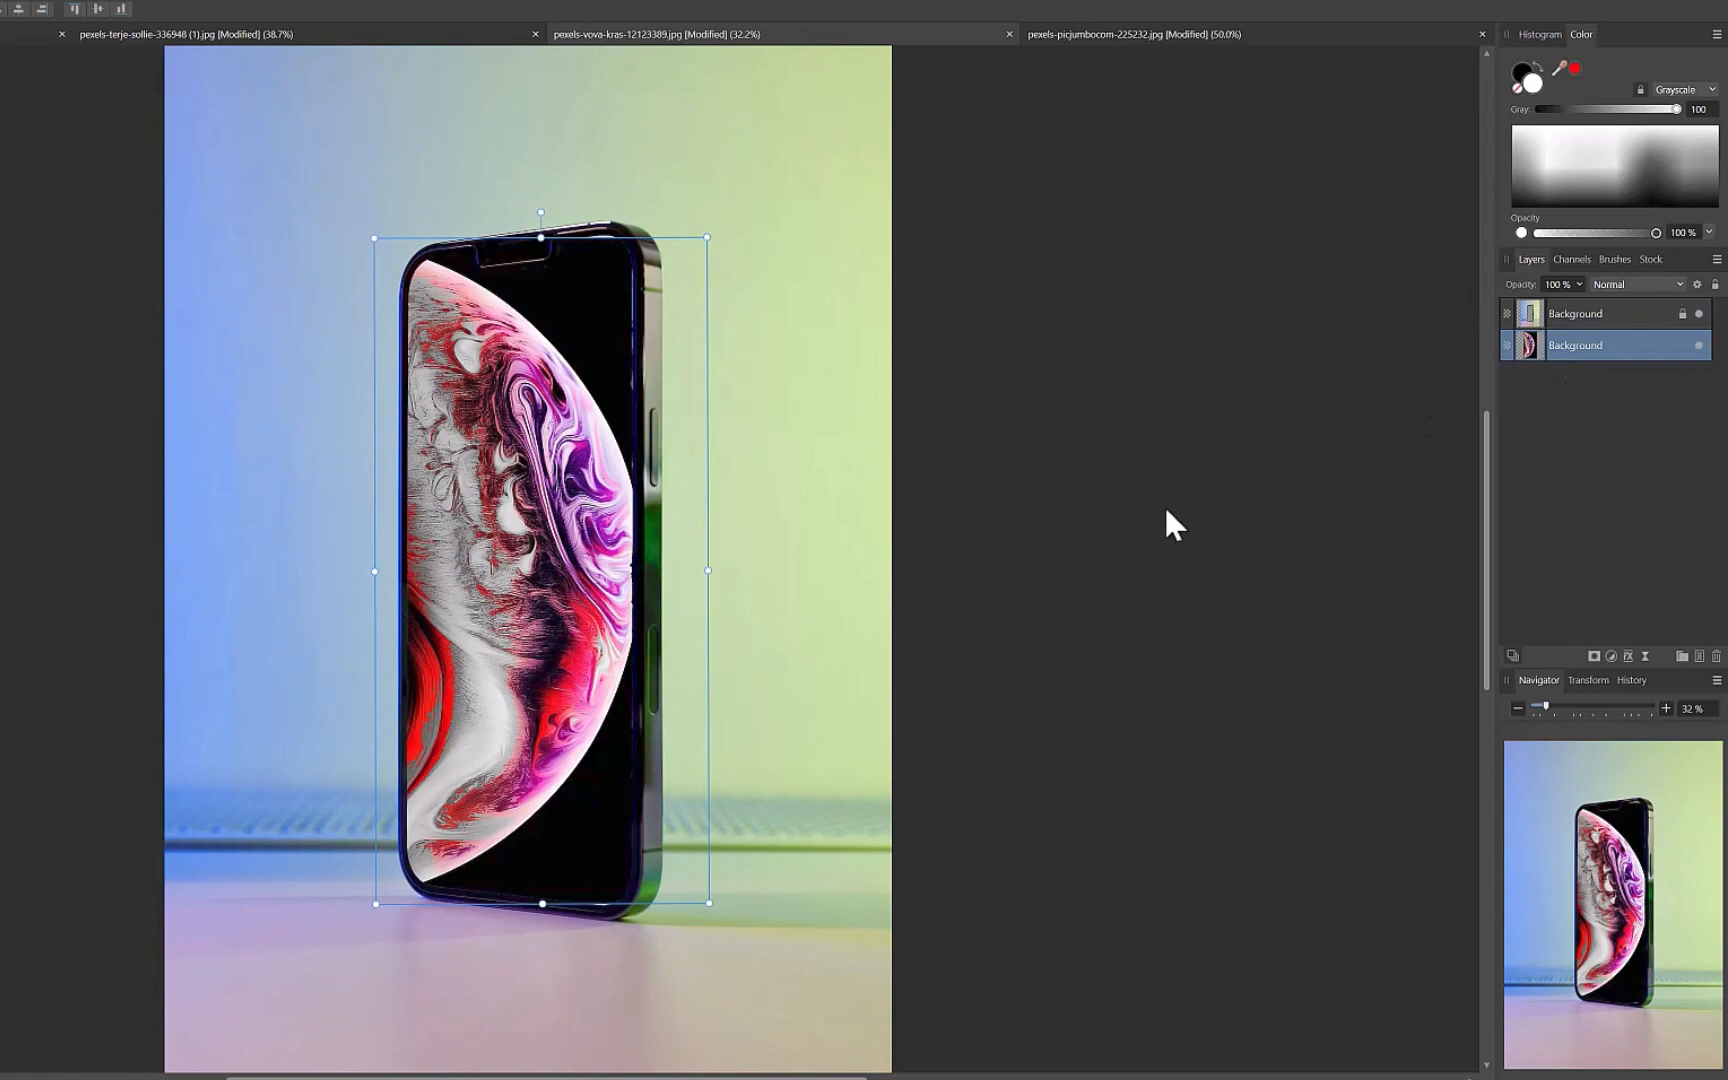 pexels-terje-sollie-336948 (1).jpg [Modified] (38.7%)
pexels-vova-kras-12123389.jpg [Modified] (32.2%)
pexels-picjumbocom-225232.jpg [Modified] (50.0%)
Histogram Color
Grayscale
Gray: 100
Opacity
100 %
Layers Channels Brushes Stock
Opacity: 100 % Normal
Background
Background
Navigator Transform History
32 %